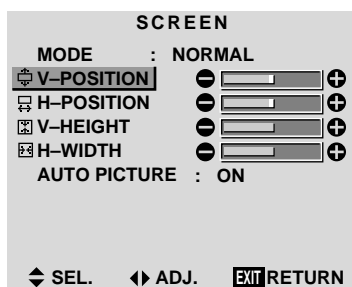 SCREEN
MODE : NORMAL
V–POSITION
H–POSITION
V–HEIGHT
H–WIDTH
AUTO PICTURE : ON
SEL. ADJ. EXIT RETURN